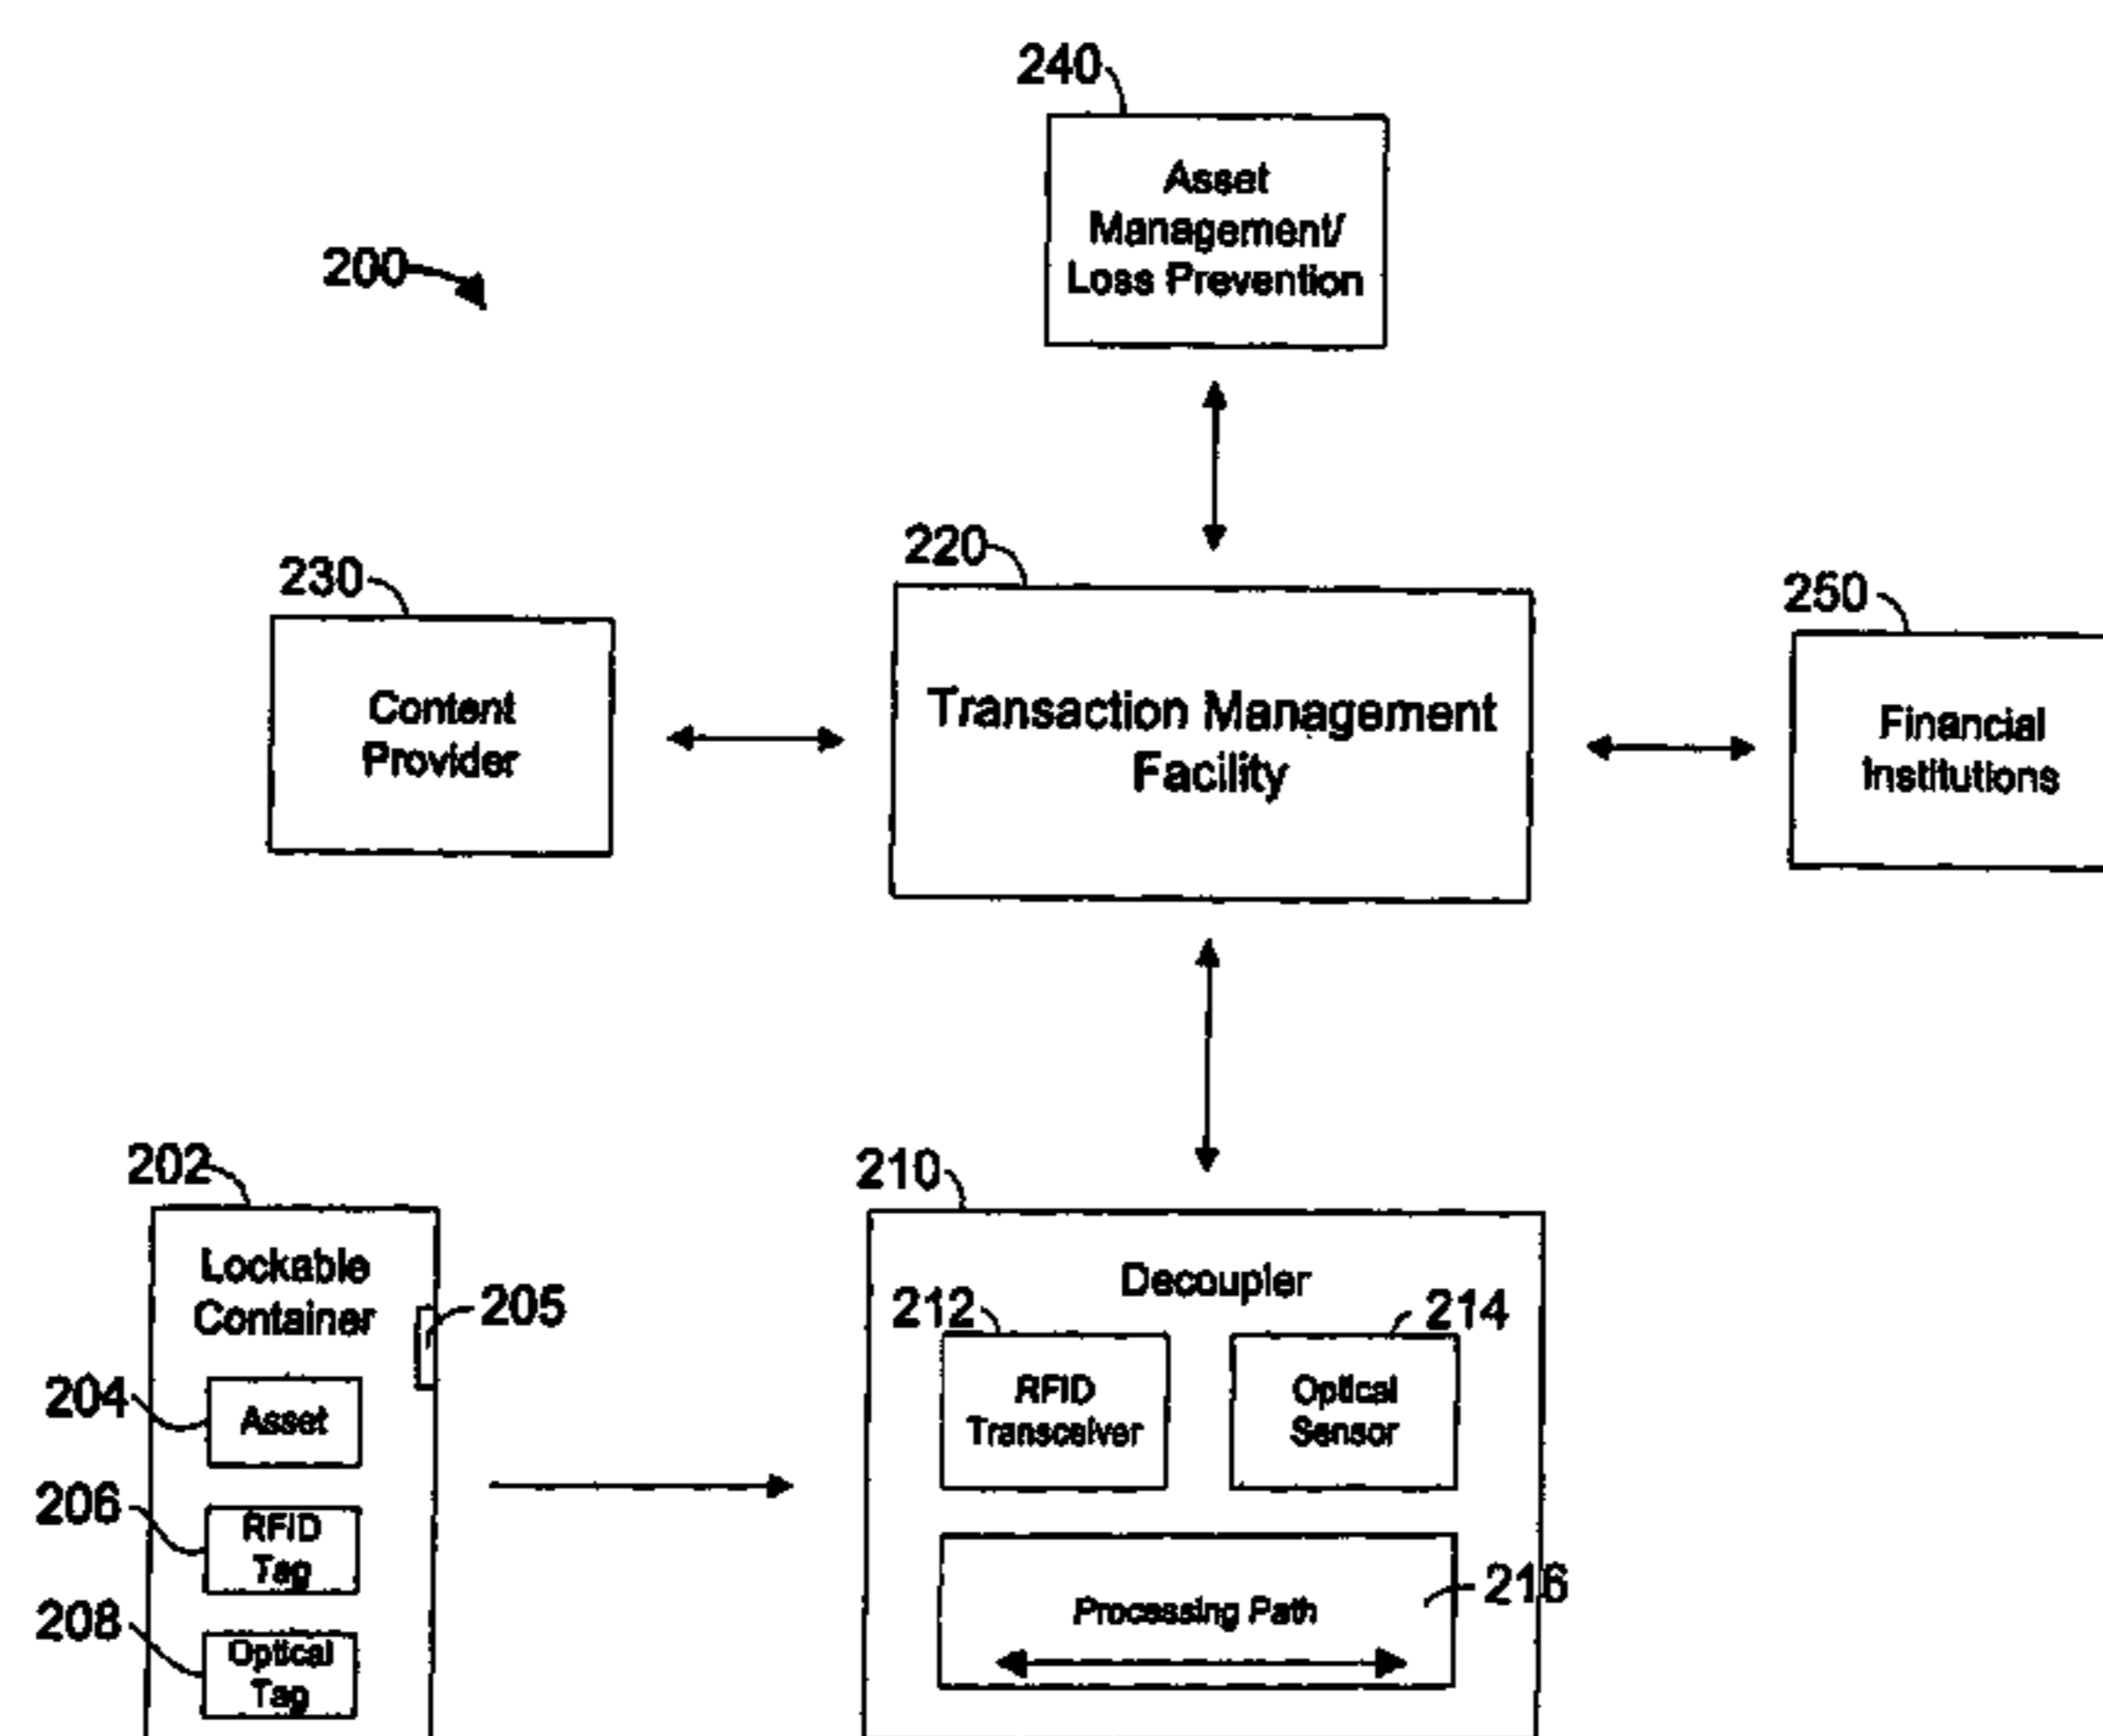 240
Asset
Management/
Loss Prevention
200
220
230
250
Content
Provider
Transaction Management
Facility
Financial
Institutions
202
210
Lockable
Container
205
Decoupler
212
214
204
Asset
RFID
Transceiver
Optical
Sensor
206
RFID
Tag
216
Processing Path
208
Optical
Tag